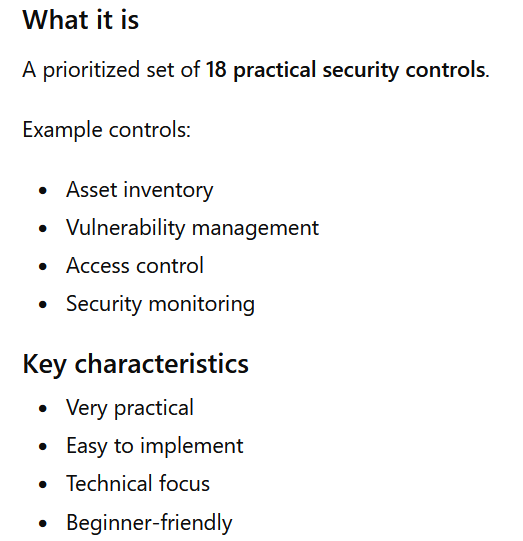 What it is
A prioritized set of 18 practical security controls.
Example controls:
• Asset inventory
• Vulnerability management
• Access control
• Security monitoring
Key characteristics
• Very practical
• Easy to implement
• Technical focus
• Beginner-friendly